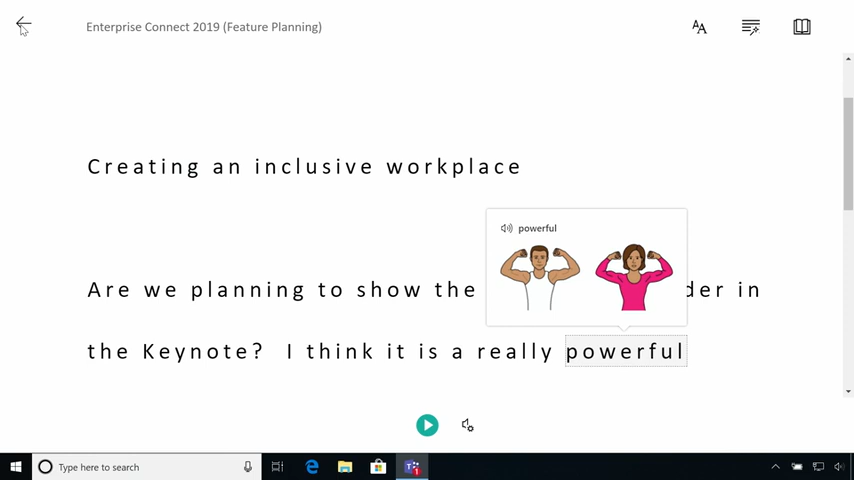 Enterprise Connect 2019 (Feature Planning)
AA
Creating an inclusive workplace
powerful
Are we planning to show the der in
the Keynote? I think it is a really powerful
Type here to search